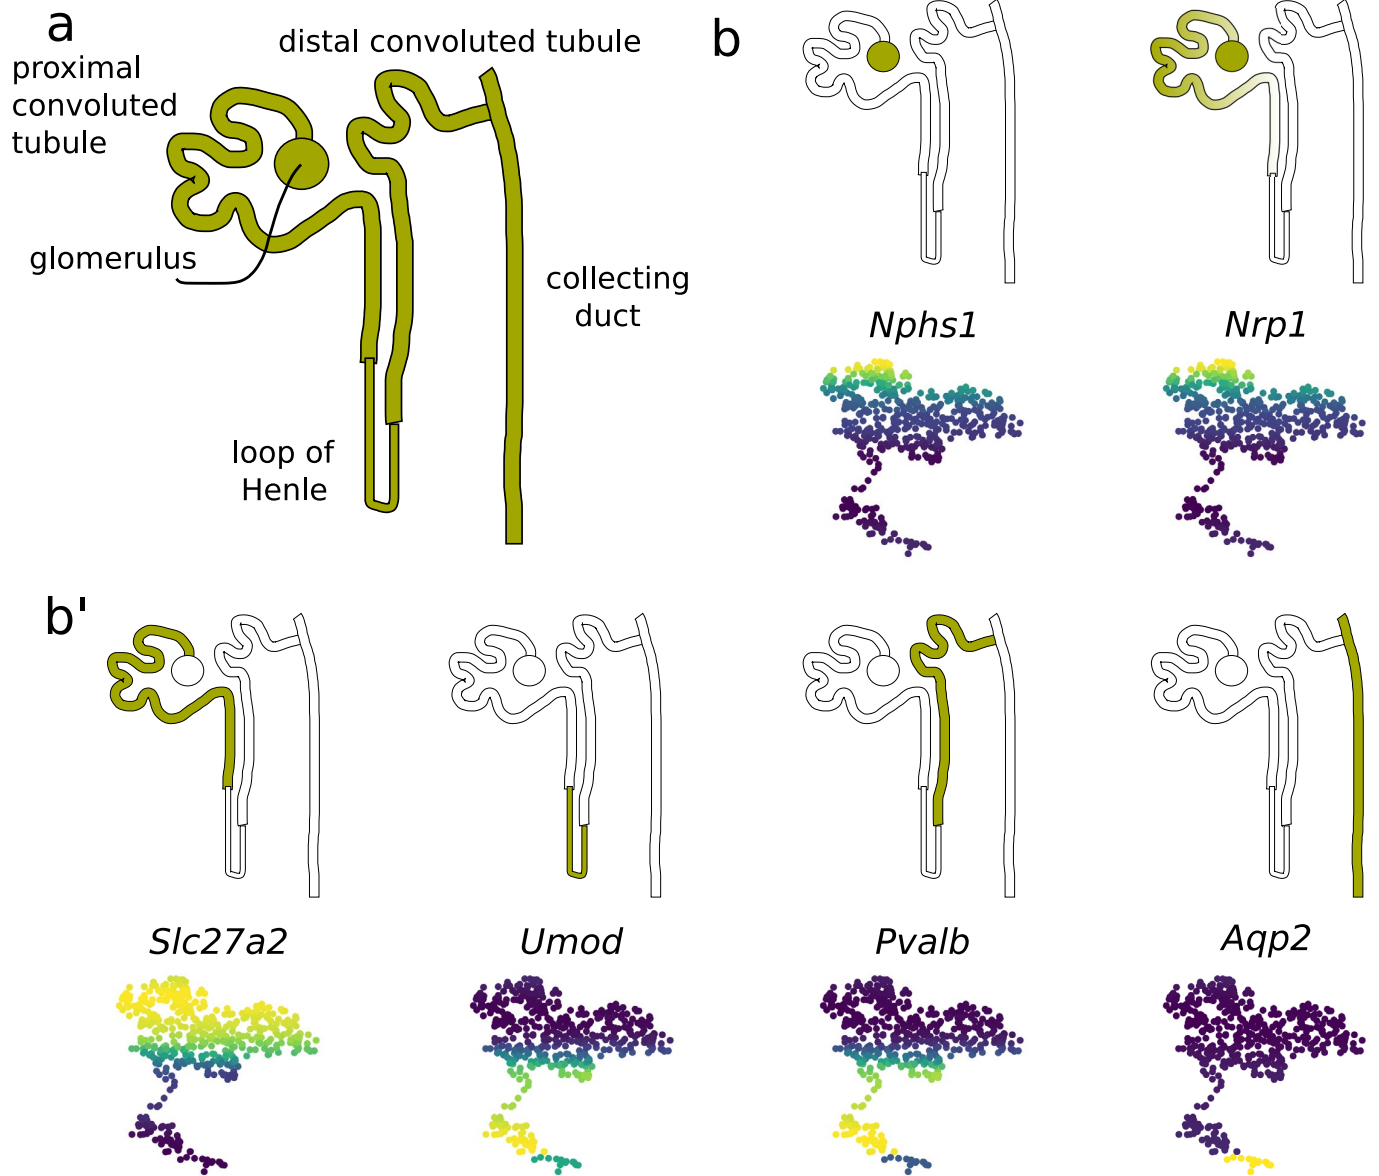 a
proximal
convoluted
tubule
distal convoluted tubule
glomerulus
collecting
duct
loop of
Henle
b
Nphs1
Nrp1
b'
Slc27a2
Umod
Pvalb
Aqp2